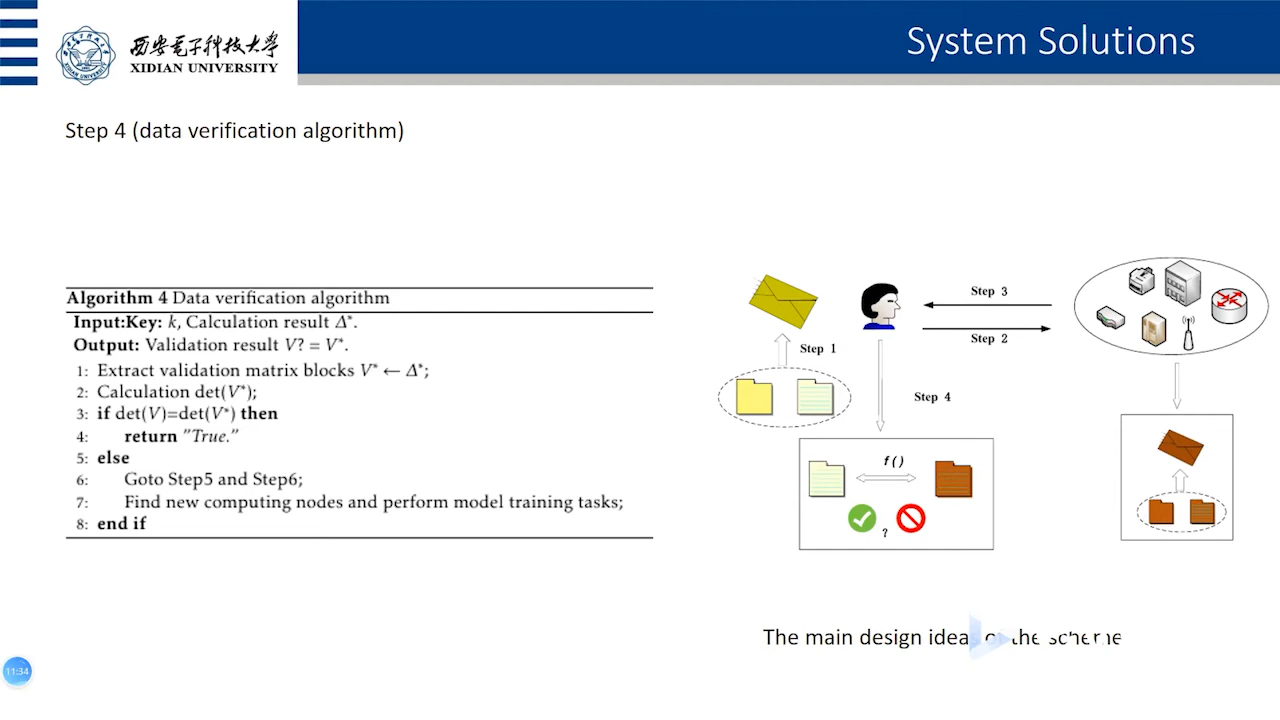 西安电子科技大学
XIDIAN UNIVERSITY
System Solutions
Step 4 (data verification algorithm)
Algorithm 4 Data verification algorithm
Input:Key: k, Calculation result Δ*.
Output: Validation result V? = V*.
1: Extract validation matrix blocks V* ← Δ*;
2: Calculation det(V*);
3: if det(V)=det(V*) then
4: return "True."
5: else
6: Goto Step5 and Step6;
7: Find new computing nodes and perform model training tasks;
8: end if
Step 1
Step 3
Step 2
Step 4
f ( )
?
The main design ideas of the scheme
11:34